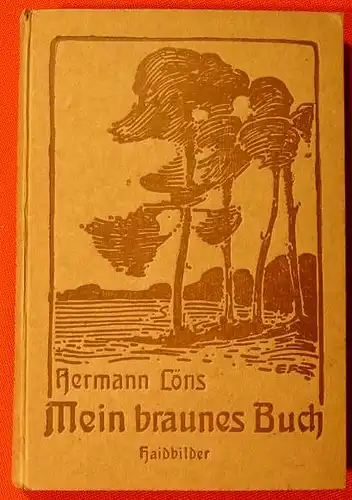 Hermann Löns
Mein braunes Buch
Haidbilder